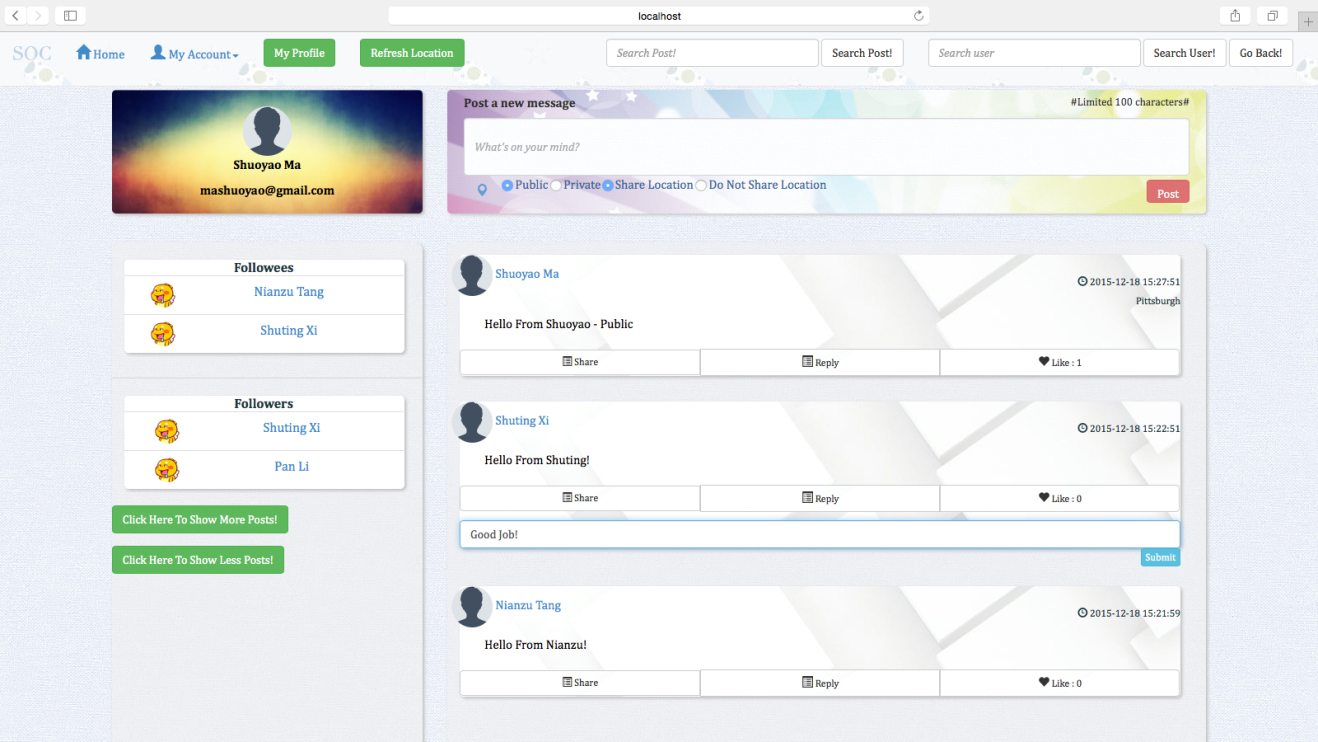 localhost
SOC Home My Account My Profile Refresh Location Search Post! Search Post! Search user Search User! Go Back!
Shuoyao Ma
mashuoyao@gmail.com
Post a new message #Limited 100 characters#
What's on your mind?
Public Private Share Location Do Not Share Location
Post
Followees
Nianzu Tang
Shuting Xi
Followers
Shuting Xi
Pan Li
Click Here To Show More Posts!
Click Here To Show Less Posts!
Shuoyao Ma
2015-12-18 15:27:51
Pittsburgh
Hello From Shuoyao - Public
Share Reply Like : 1
Shuting Xi
2015-12-18 15:22:51
Hello From Shuting!
Share Reply Like : 0
Good Job!
Submit
Nianzu Tang
2015-12-18 15:21:59
Hello From Nianzu!
Share Reply Like : 0